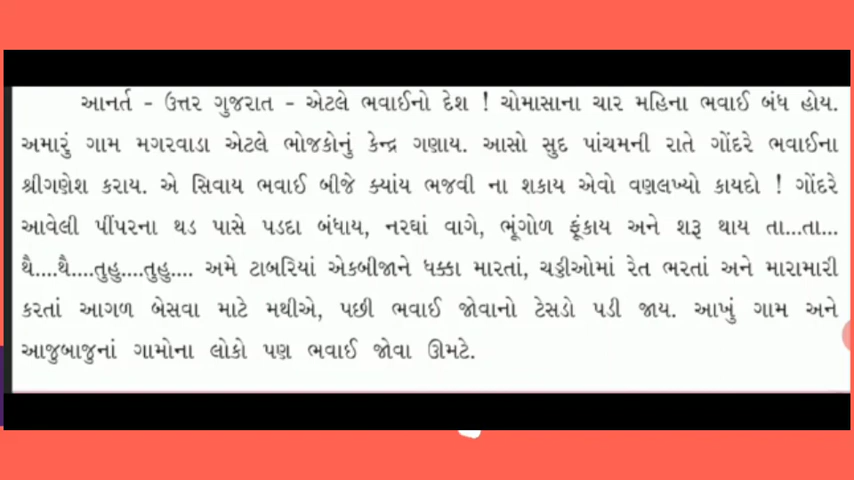 આનર્ત - ઉત્તર ગુજરાત - એટલે ભવાઈનો દેશ ! ચોમાસાના ચાર મહિના ભવાઈ બંધ હોય.
અમારું ગામ મગરવાડા એટલે ભોજકોનું કેન્દ્ર ગણાય. આસો સુદ પાંચમની રાતે ગોંદરે ભવાઈના
શ્રીગણેશ કરાય. એ સિવાય ભવાઈ બીજે ક્યાંય ભજવી ના શકાય એવો વણલખ્યો કાયદો ! ગોંદરે
આવેલી પીંપરના થડ પાસે પડદા બંધાય, નરઘાં વાગે, ભૂંગોળ ફૂંકાય અને શરૂ થાય તા...તા...
થૈ....થૈ....તુહુ....તુહુ.... અમે ટાબરિયાં એકબીજાને ધક્કા મારતાં, ચડ્ડીઓમાં રેત ભરતાં અને મારામારી
કરતાં આગળ બેસવા માટે મથીએ, પછી ભવાઈ જોવાનો ટેસડો પડી જાય. આખું ગામ અને
આજુબાજુનાં ગામોના લોકો પણ ભવાઈ જોવા ઊમટે.